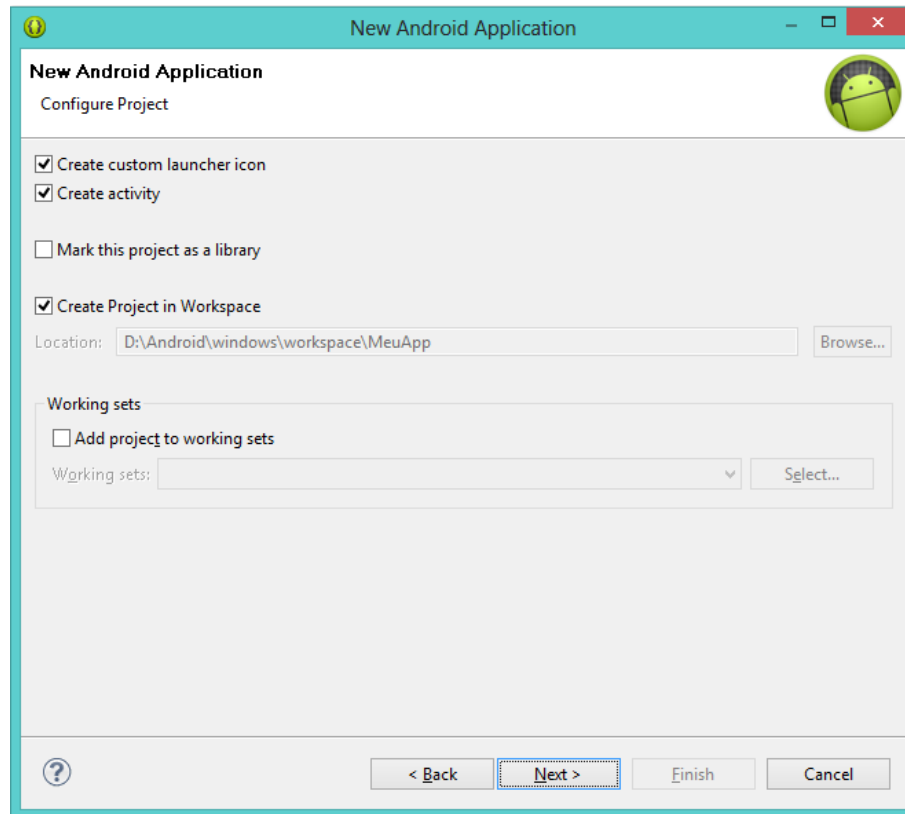 New Android Application
New Android Application
Configure Project
Create custom launcher icon
Create activity
Mark this project as a library
Create Project in Workspace
Location: D:\Android\windows\workspace\MeuApp Browse...
Working sets
Add project to working sets
Working sets: Select...
? < Back Next > Finish Cancel